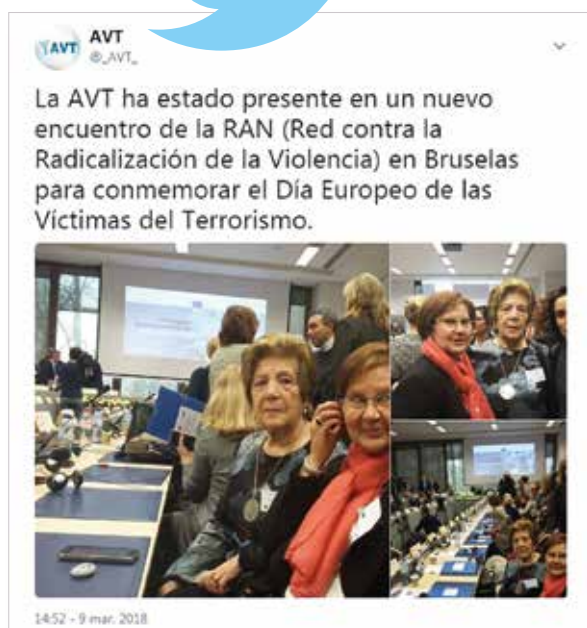 AVT
AVT
@_AVT_
La AVT ha estado presente en un nuevo
encuentro de la RAN (Red contra la
Radicalización de la Violencia) en Bruselas
para conmemorar el Día Europeo de las
Víctimas del Terrorismo.
14:52 - 9 mar. 2018